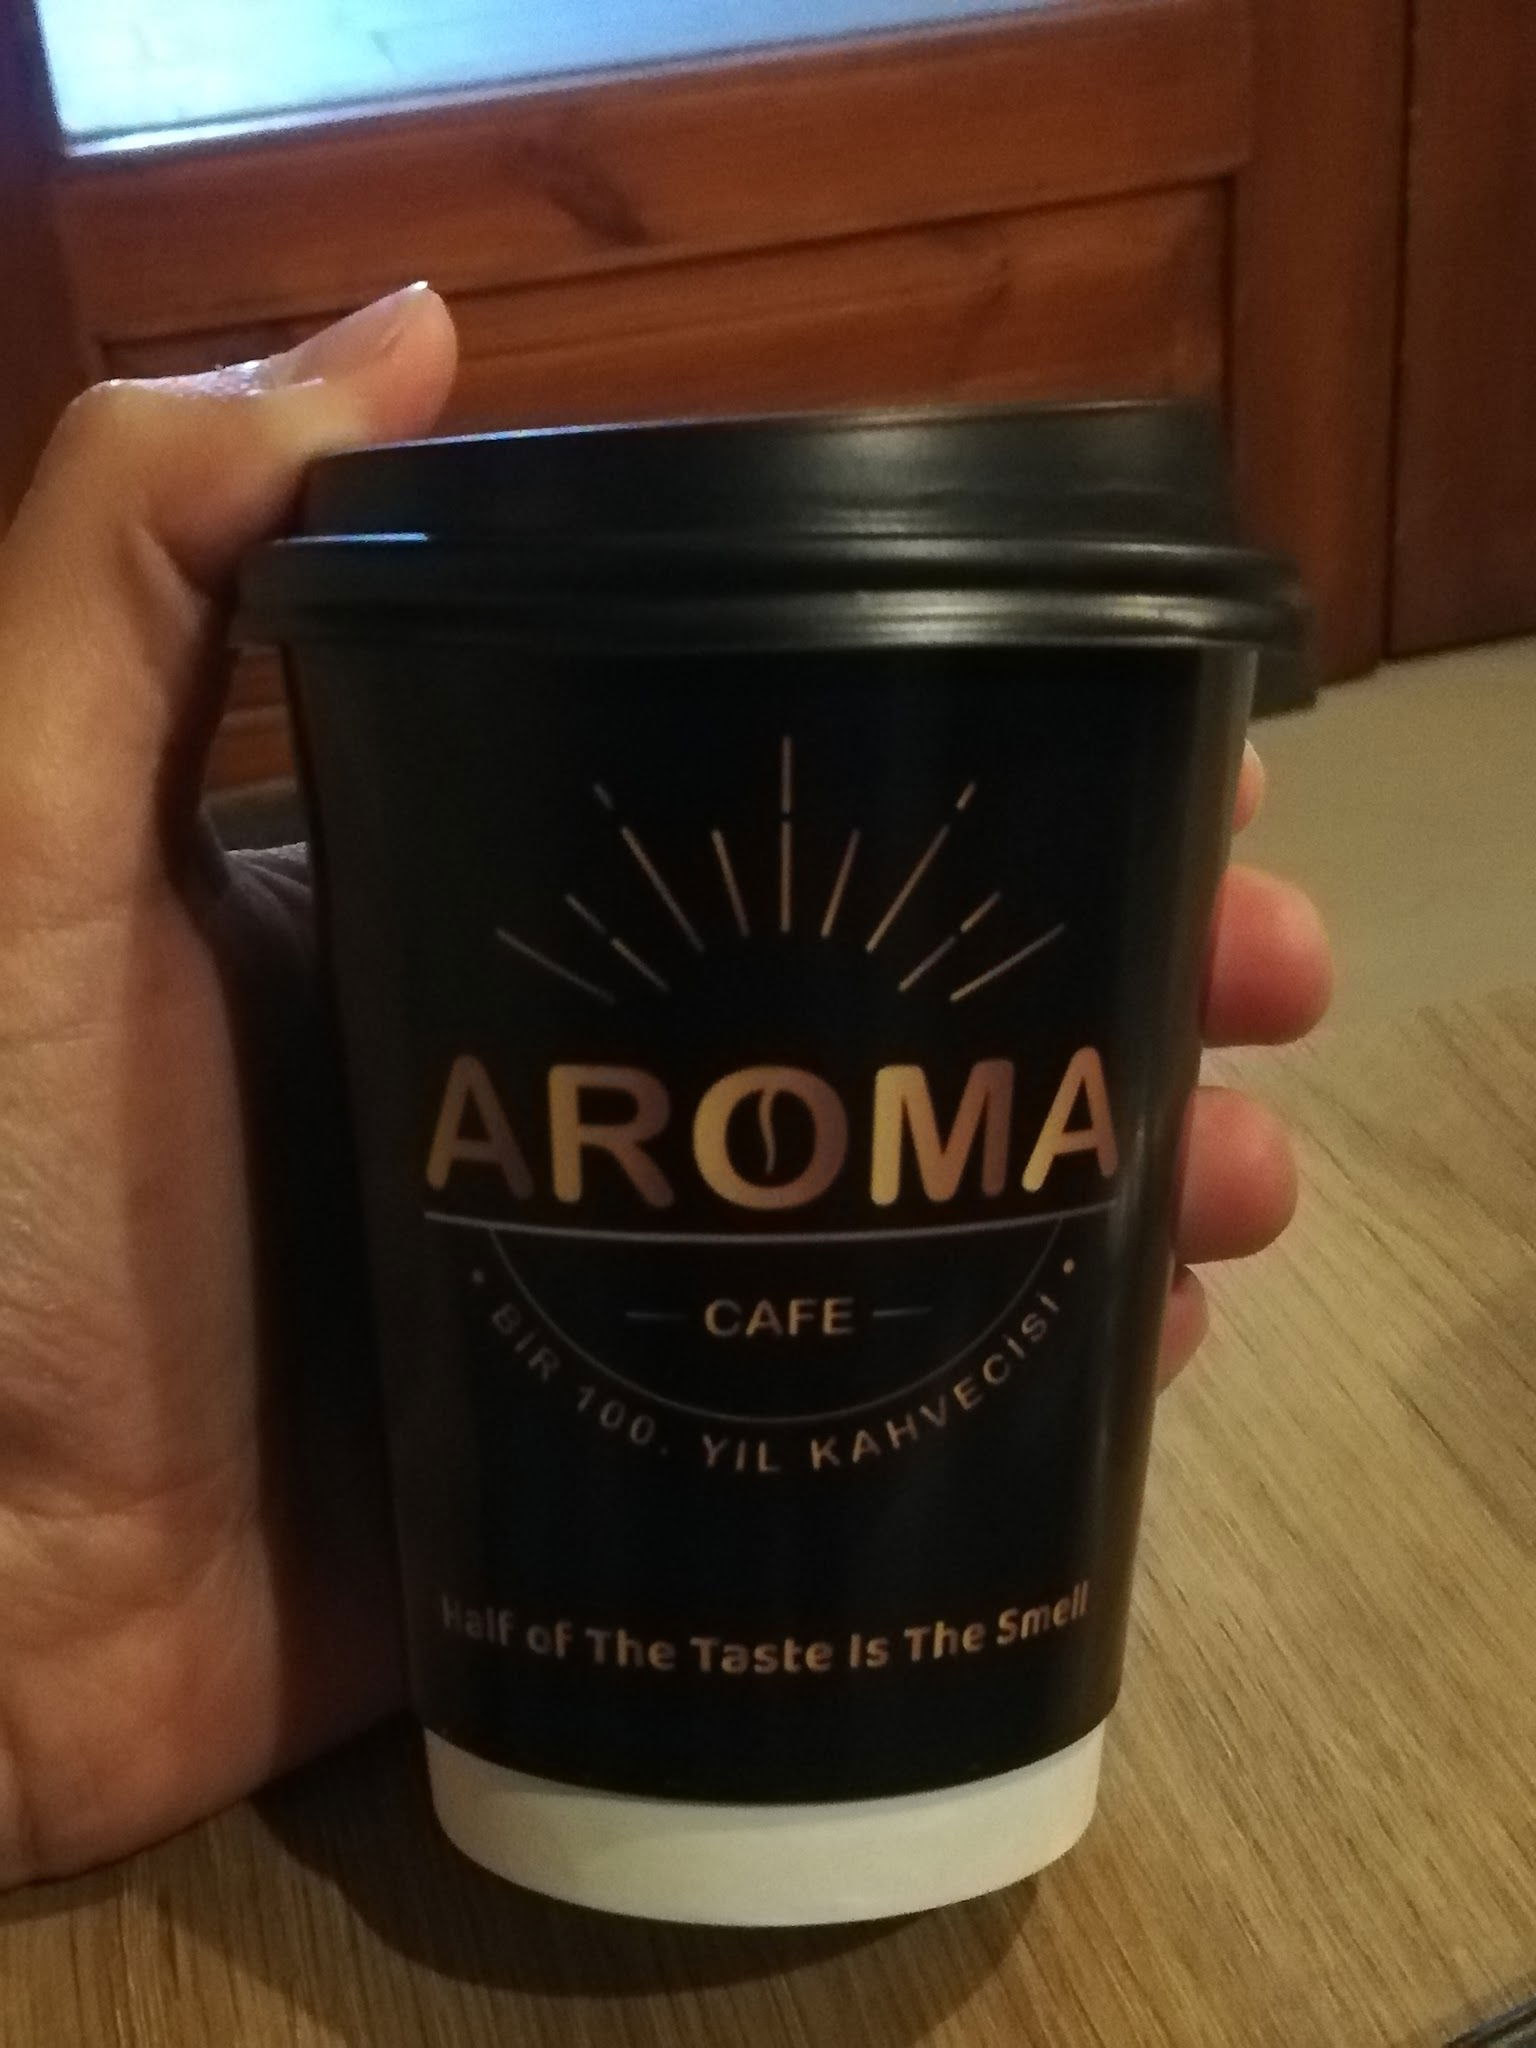 AROMA
CAFE
• BİR 100. YIL KAHVECİSİ •
Half of The Taste Is The Smell